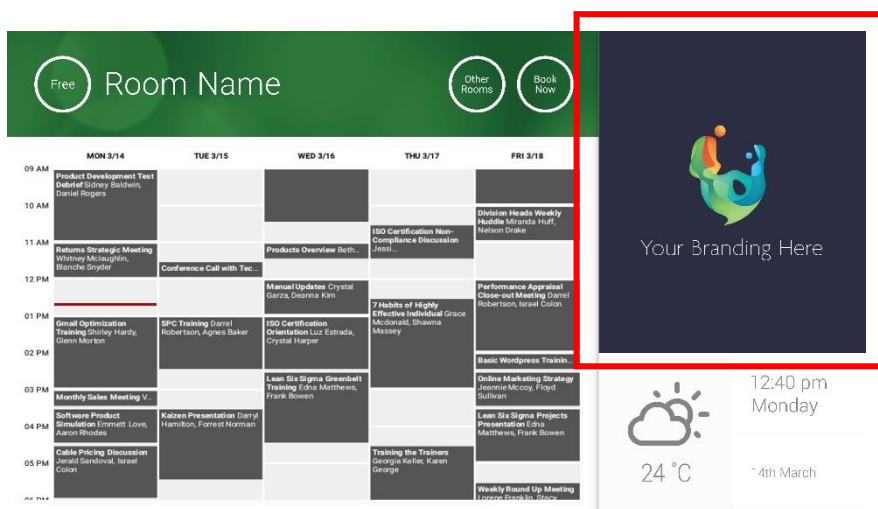 Free
Room Name
Other
Rooms
Book
Now
MON 3/14
TUE 3/15
WED 3/16
THU 3/17
FRI 3/18
09 AM
10 AM
11 AM
12 PM
01 PM
02 PM
03 PM
04 PM
05 PM
06 PM
Product Development Test
Debrief Sidney Baldwin,
Daniel Rogers
Returns Strategic Meeting
Whitney Mclaughlin,
Blanche Snyder
Gmail Optimization
Training Shirley Hardy,
Glenn Morton
Monthly Sales Meeting V..
Software Product
Simulation Emmett Love,
Aaron Rhodes
Cable Pricing Discussion
Jerald Sandoval, Israel
Colon
Conference Call with Tec...
SPC Training Darrel
Robertson, Agnes Baker
Kaizen Presentation Darryl
Hamilton, Forrest Norman
Products Overview Beth...
Manual Updates Crystal
Garza, Deanna Kim
ISO Certification
Orientation Luz Estrada,
Crystal Harper
Lean Six Sigma Greenbelt
Training Edna Matthews,
Frank Bowen
ISO Certification Non-
Compliance Discussion
Jessi...
7 Habits of Highly
Effective Individual Grace
Mcdonald, Shawna
Massey
Training the Trainers
Georgia Keller, Karen
George
Division Heads Weekly
Huddle Miranda Huff,
Nelson Drake
Performance Appraisal
Close-out Meeting Darrel
Robertson, Israel Colon
Basic Wordpress Trainin..
Online Marketing Strategy
Jeannie Mccoy, Floyd
Sullivan
Lean Six Sigma Projects
Presentation Edna
Matthews, Frank Bowen
Weekly Round Up Meeting
Lorene Franklin, Stacy
Your Branding Here
24 °C
12:40 pm
Monday
14th March